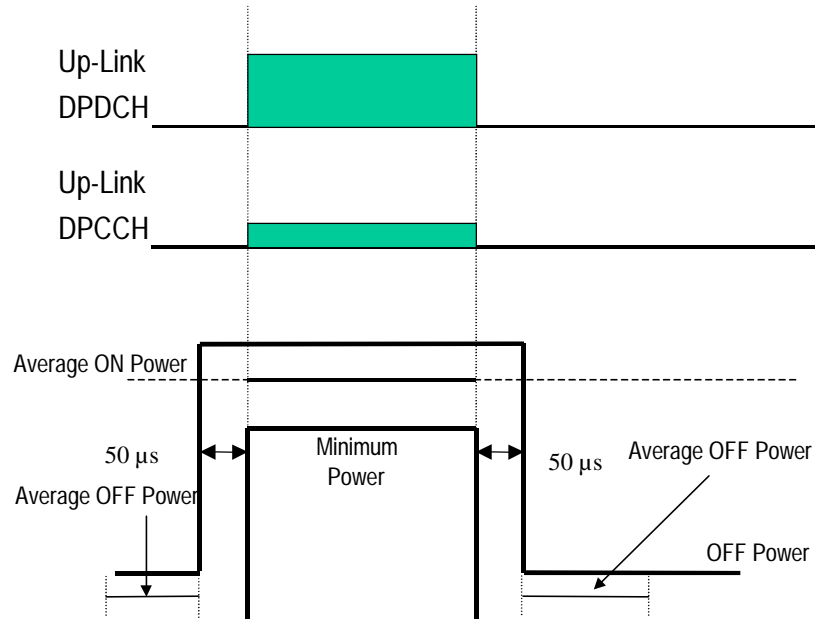 Up-Link
DPDCH
Up-Link
DPCCH
Average ON Power
Minimum
Power
50 µs
50 µs
Average OFF Power
Average OFF Power
OFF Power